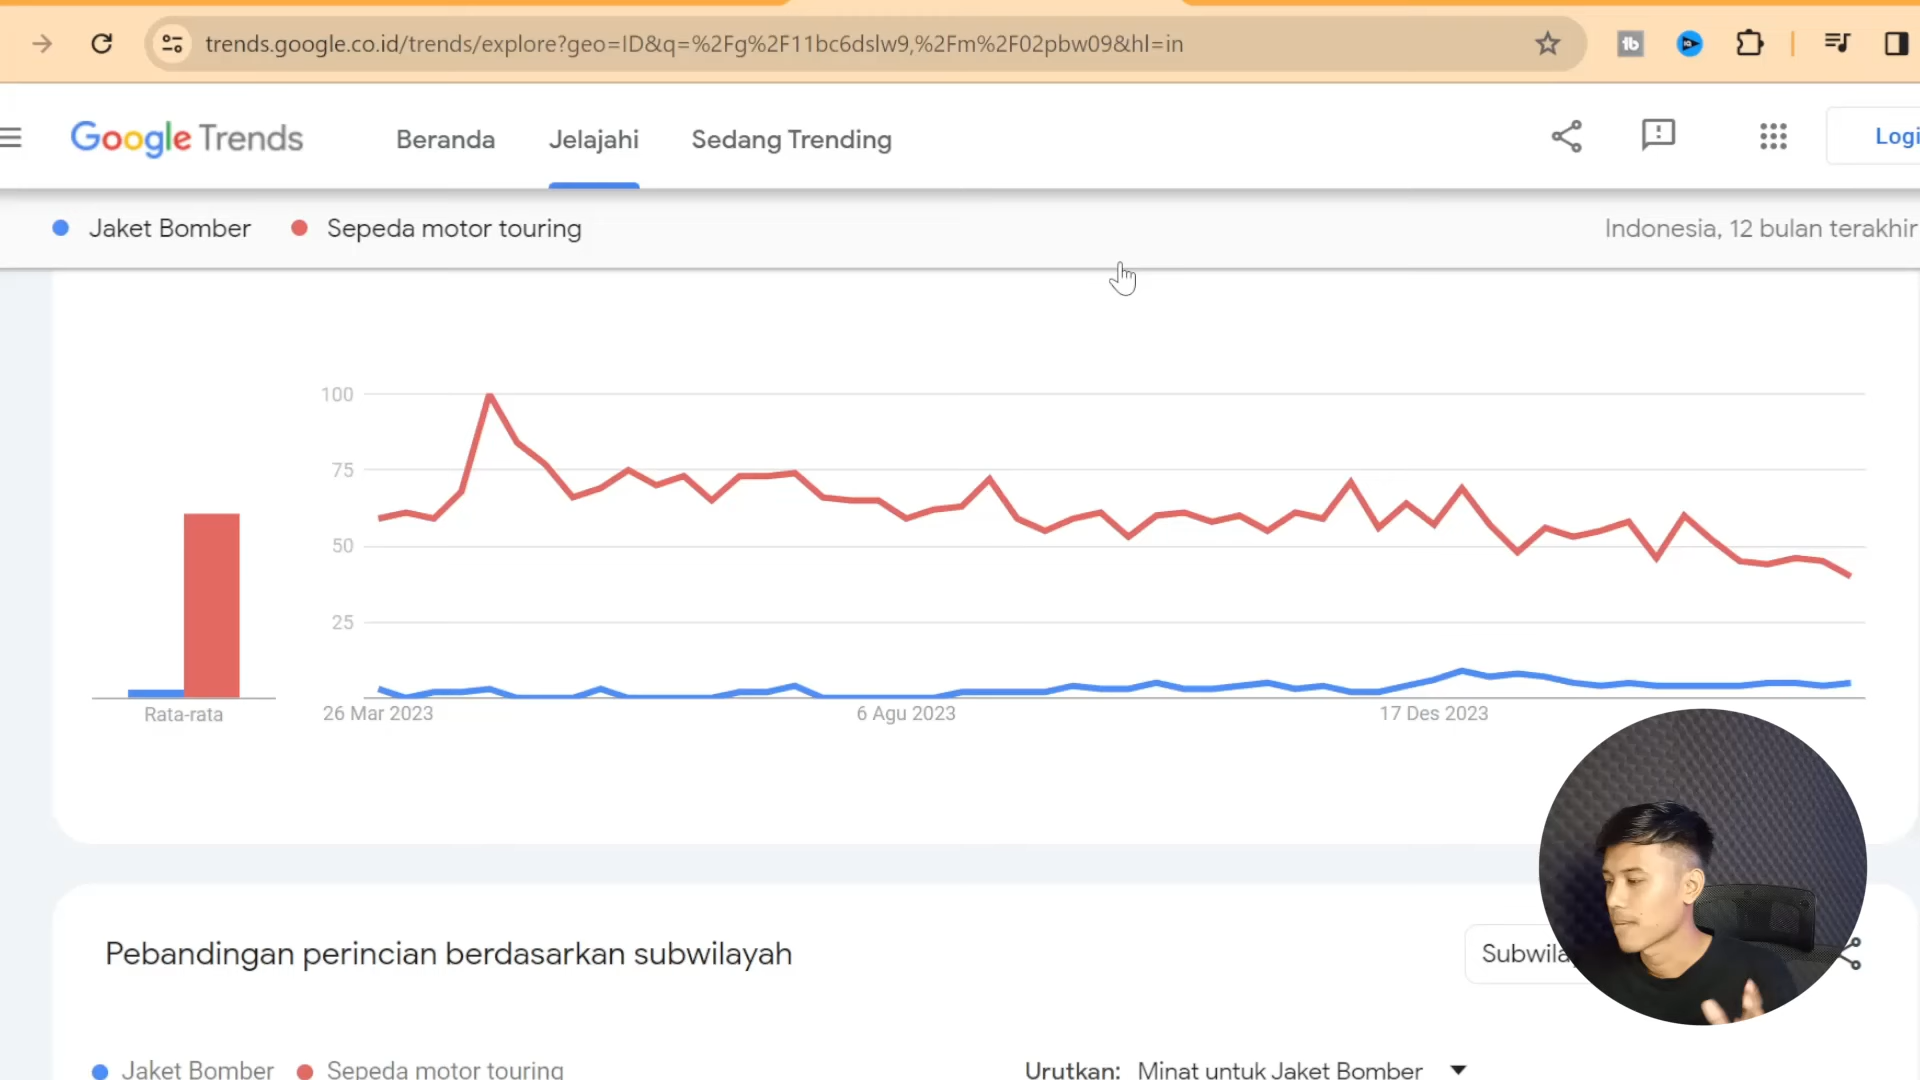 trends.google.co.id/trends/explore?geo=ID&q=%2Fg%2F11bc6dslw9,%2Fm%2F02pbw09&hl=in
tb
Google Trends
Beranda
Jelajahi
Sedang Trending
Logi
Jaket Bomber
Sepeda motor touring
Indonesia, 12 bulan terakhir
100
75
50
25
Rata-rata
26 Mar 2023
6 Agu 2023
17 Des 2023
Pebandingan perincian berdasarkan subwilayah
Subwila
Jaket Bomber
Sepeda motor touring
Urutkan: Minat untuk Jaket Bomber